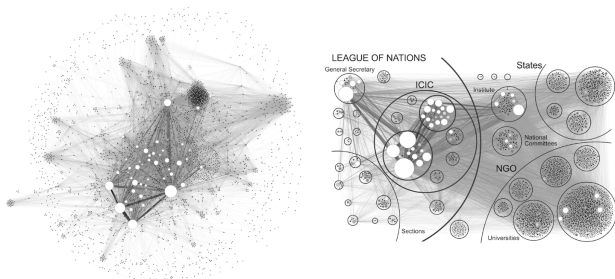 LEAGUE OF NATIONS
General Secretary
ICIC
States
Institute
National
Committees
NGO
Sections
Universities